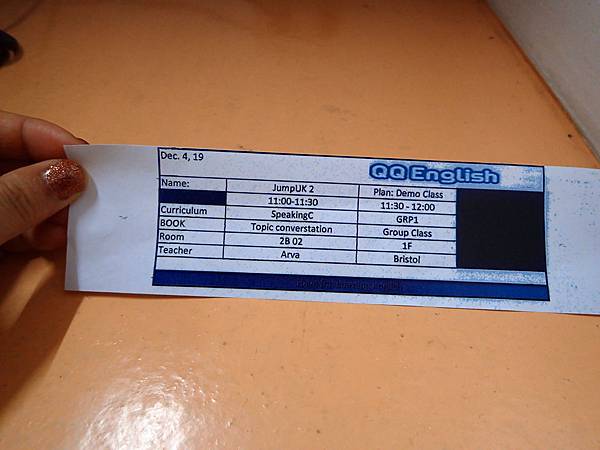 Dec. 4, 19
QQ English
Name: JumpUK 2 Plan: Demo Class
11:00-11:30 11:30 - 12:00
Curriculum SpeakingC GRP1
BOOK Topic converstation Group Class
Room 2B 02 1F
Teacher Arva Bristol